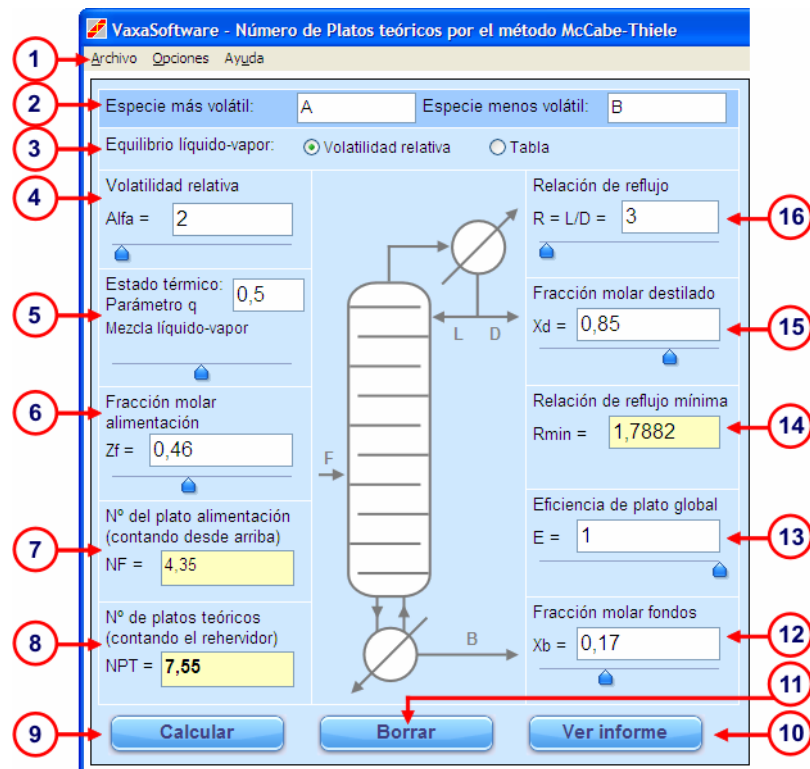 VaxaSoftware - Número de Platos teóricos por el método McCabe-Thiele
1
Archivo Opciones Ayuda
2
Especie más volátil: A Especie menos volátil: B
3
Equilibrio líquido-vapor: Volatilidad relativa Tabla
4
Volatilidad relativa
Alfa = 2
5
Estado térmico:
Parámetro q 0,5
Mezcla líquido-vapor
6
Fracción molar
alimentación
Zf = 0,46
7
Nº del plato alimentación
(contando desde arriba)
NF = 4,35
8
Nº de platos teóricos
(contando el rehervidor)
NPT = 7,55
L D
F
B
Relación de reflujo
R = L/D = 3
16
Fracción molar destilado
Xd = 0,85
15
Relación de reflujo mínima
Rmin = 1,7882
14
Eficiencia de plato global
E = 1
13
Fracción molar fondos
Xb = 0,17
12
11
9
Calcular Borrar Ver informe
10